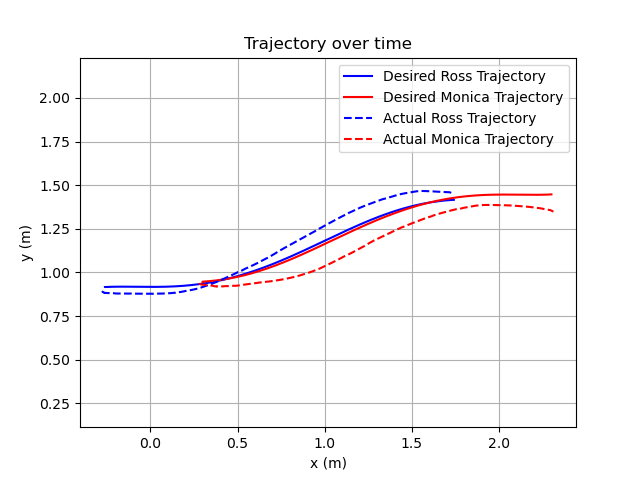 Trajectory over time
Desired Ross Trajectory
Desired Monica Trajectory
Actual Ross Trajectory
Actual Monica Trajectory
2.00
1.75
1.50
1.25
1.00
0.75
0.50
0.25
y (m)
0.0 0.5 1.0 1.5 2.0
x (m)